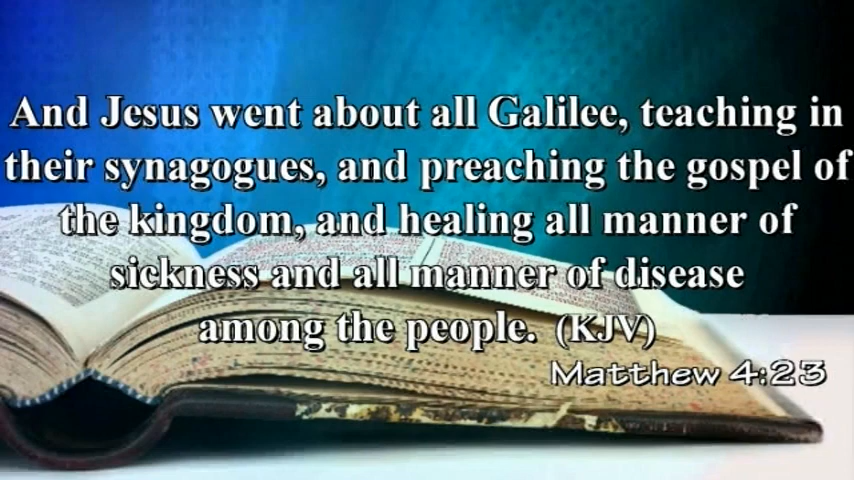 And Jesus went about all Galilee, teaching in
their synagogues, and preaching the gospel of
the kingdom, and healing all manner of
sickness and all manner of disease
among the people. (KJV)
Matthew 4:23